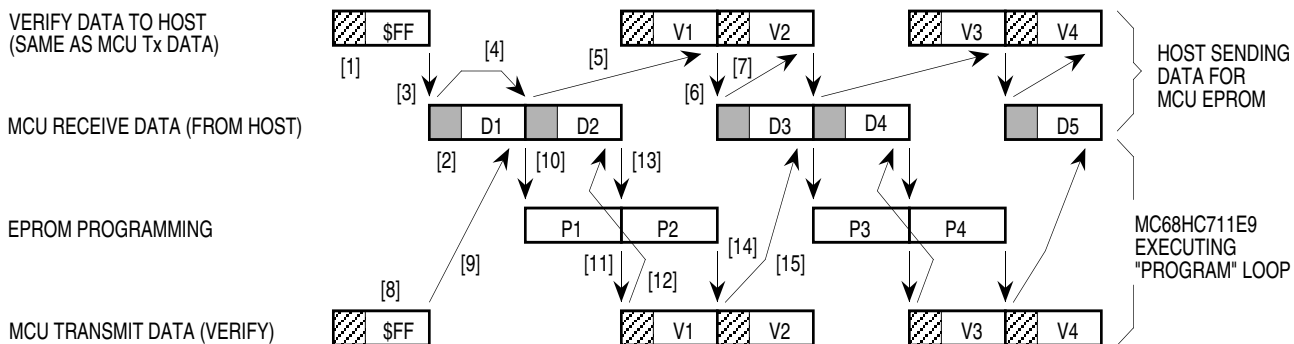 VERIFY DATA TO HOST
(SAME AS MCU Tx DATA)
$FF
V1
V2
V3
V4
[1]
[3]
[4]
[5]
[6]
[7]
HOST SENDING
DATA FOR
MCU EPROM
MCU RECEIVE DATA (FROM HOST)
D1
D2
D3
D4
D5
[2]
[10]
[13]
EPROM PROGRAMMING
P1
P2
P3
P4
MC68HC711E9
EXECUTING
"PROGRAM" LOOP
[8]
[9]
[11]
[12]
[14]
[15]
MCU TRANSMIT DATA (VERIFY)
$FF
V1
V2
V3
V4